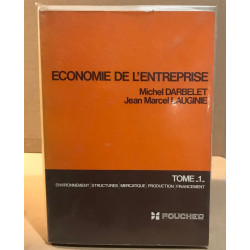 ECONOMIE DE L'ENTREPRISE
Michel DARBELET
Jean Marcel LAUGINIE
TOME .1.
ENVIRONNEMENT, STRUCTURES, MERCATIQUE, PRODUCTION, FINANCEMENT
FOUCHER